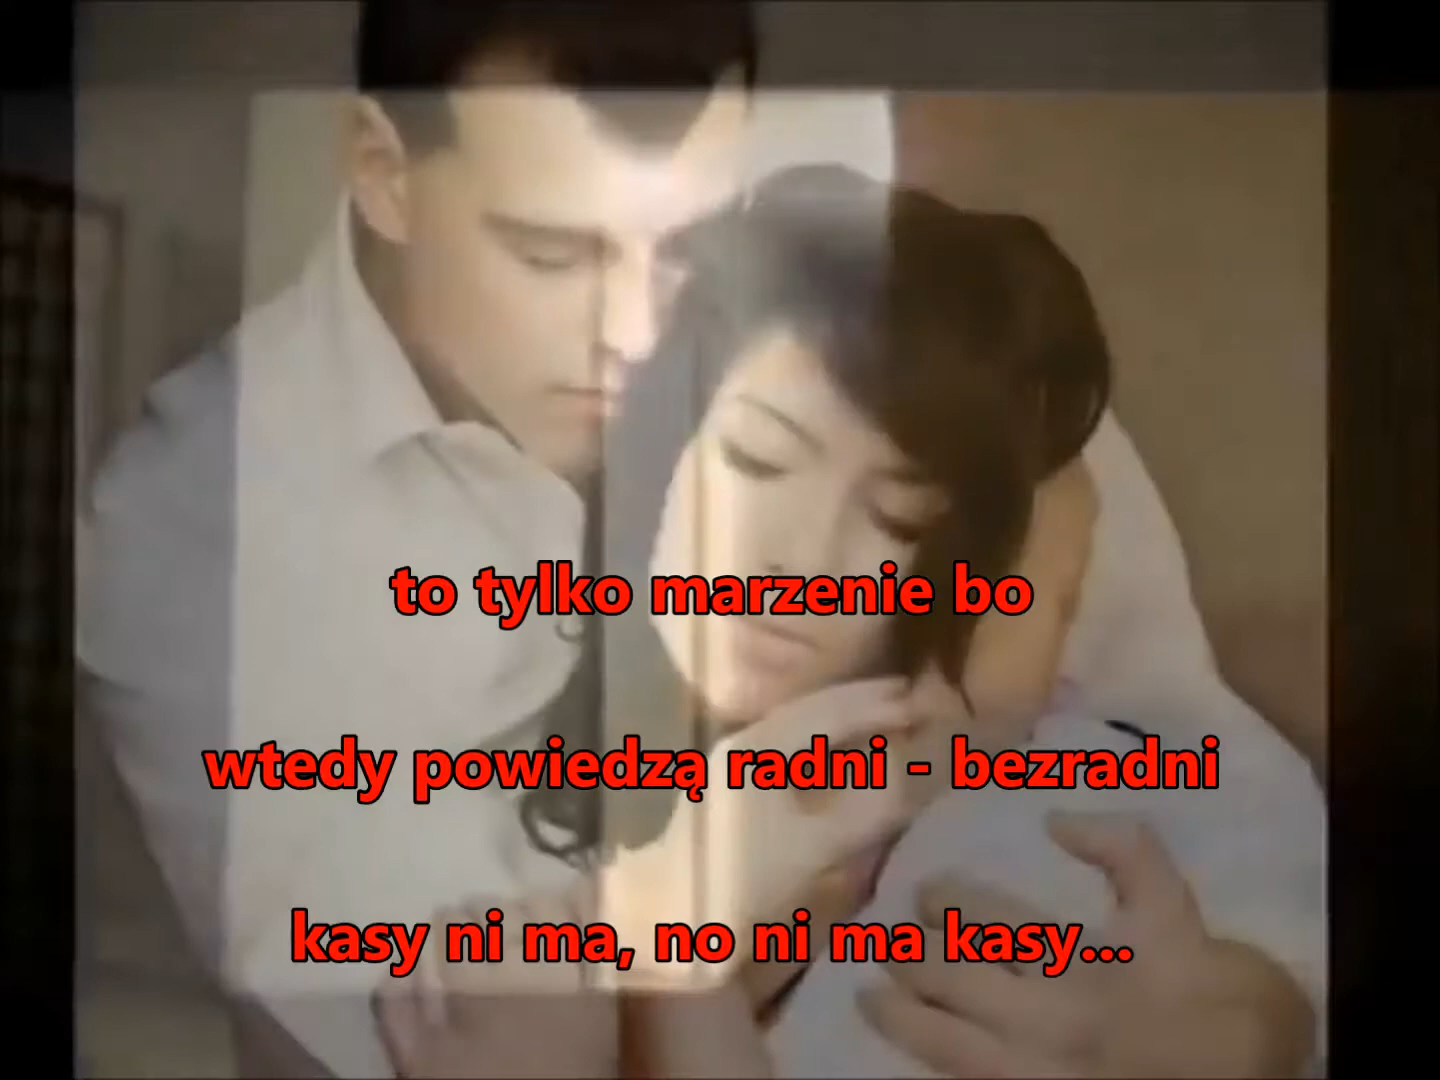 to tylko marzenie bo
wtedy powiedzą radni - bezradni
kasy ni ma, no ni ma kasy...